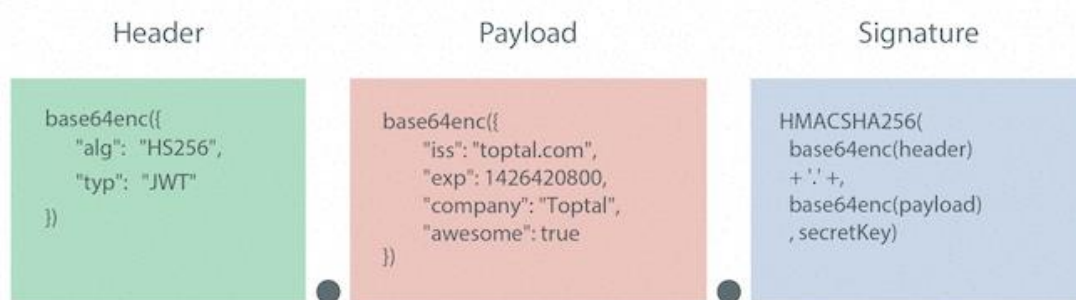 Header
base64enc({
"alg": "HS256",
"typ": "JWT"
})
Payload
base64enc({
"iss": "toptal.com",
"exp": 1426420800,
"company": "Toptal",
"awesome": true
})
Signature
HMACSHA256(
base64enc(header)
+ '.' +,
base64enc(payload)
, secretKey)